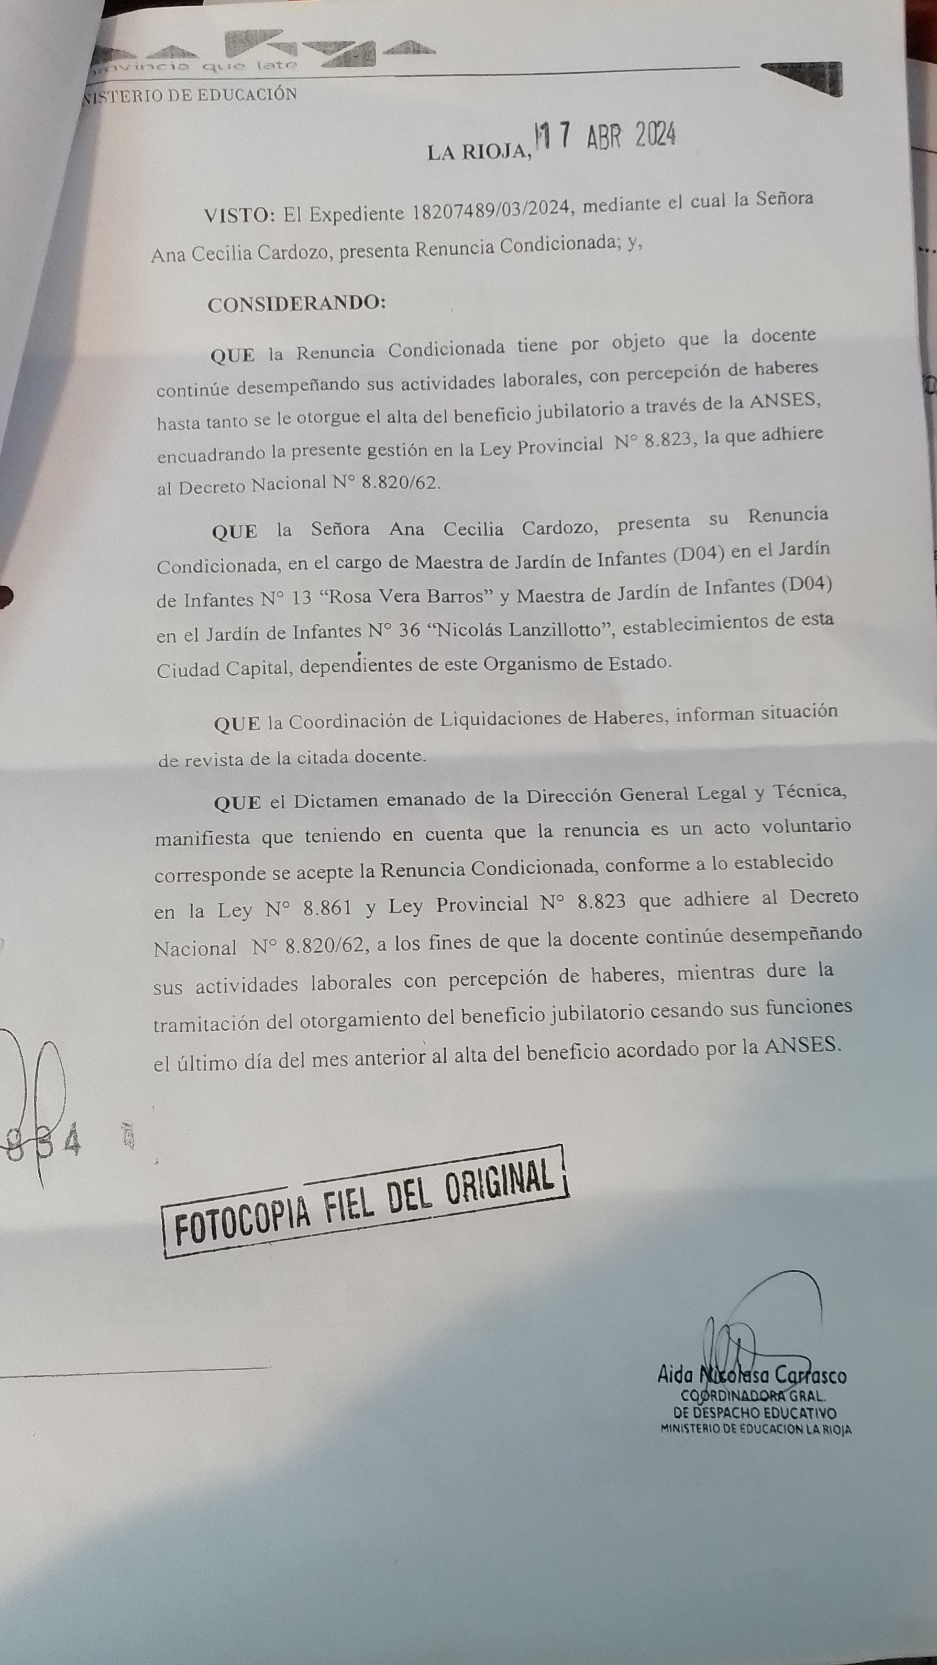 provincia que late
NISTERIO DE EDUCACIÓN
LA RIOJA, 17 ABR 2024
VISTO: El Expediente 18207489/03/2024, mediante el cual la Señora
Ana Cecilia Cardozo, presenta Renuncia Condicionada; y,
CONSIDERANDO:
QUE la Renuncia Condicionada tiene por objeto que la docente
continúe desempeñando sus actividades laborales, con percepción de haberes
hasta tanto se le otorgue el alta del beneficio jubilatorio a través de la ANSES,
encuadrando la presente gestión en la Ley Provincial N° 8.823, la que adhiere
al Decreto Nacional N° 8.820/62.
QUE la Señora Ana Cecilia Cardozo, presenta su Renuncia
Condicionada, en el cargo de Maestra de Jardín de Infantes (D04) en el Jardín
de Infantes N° 13 “Rosa Vera Barros” y Maestra de Jardín de Infantes (D04)
en el Jardín de Infantes N° 36 “Nicolás Lanzillotto”, establecimientos de esta
Ciudad Capital, dependientes de este Organismo de Estado.
QUE la Coordinación de Liquidaciones de Haberes, informan situación
de revista de la citada docente.
QUE el Dictamen emanado de la Dirección General Legal y Técnica,
manifiesta que teniendo en cuenta que la renuncia es un acto voluntario
corresponde se acepte la Renuncia Condicionada, conforme a lo establecido
en la Ley N° 8.861 y Ley Provincial N° 8.823 que adhiere al Decreto
Nacional N° 8.820/62, a los fines de que la docente continúe desempeñando
sus actividades laborales con percepción de haberes, mientras dure la
tramitación del otorgamiento del beneficio jubilatorio cesando sus funciones
el último día del mes anterior al alta del beneficio acordado por la ANSES.
834
FOTOCOPIA FIEL DEL ORIGINAL
Aida Nicolasa Carrasco
COORDINADORA GRAL.
DE DESPACHO EDUCATIVO
MINISTERIO DE EDUCACION LA RIOJA